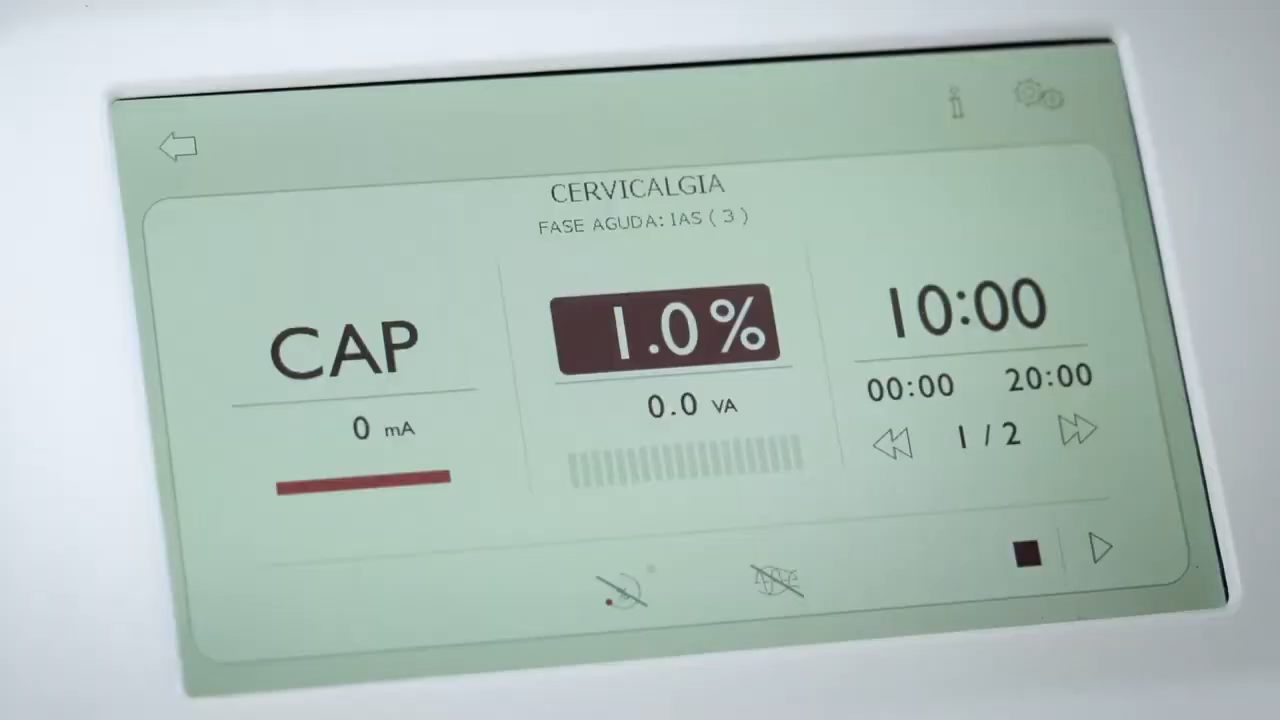 CERVICALGIA
FASE AGUDA: IAS ( 3 )
CAP
0 mA
1.0%
0.0 VA
10:00
00:00 20:00
1 / 2